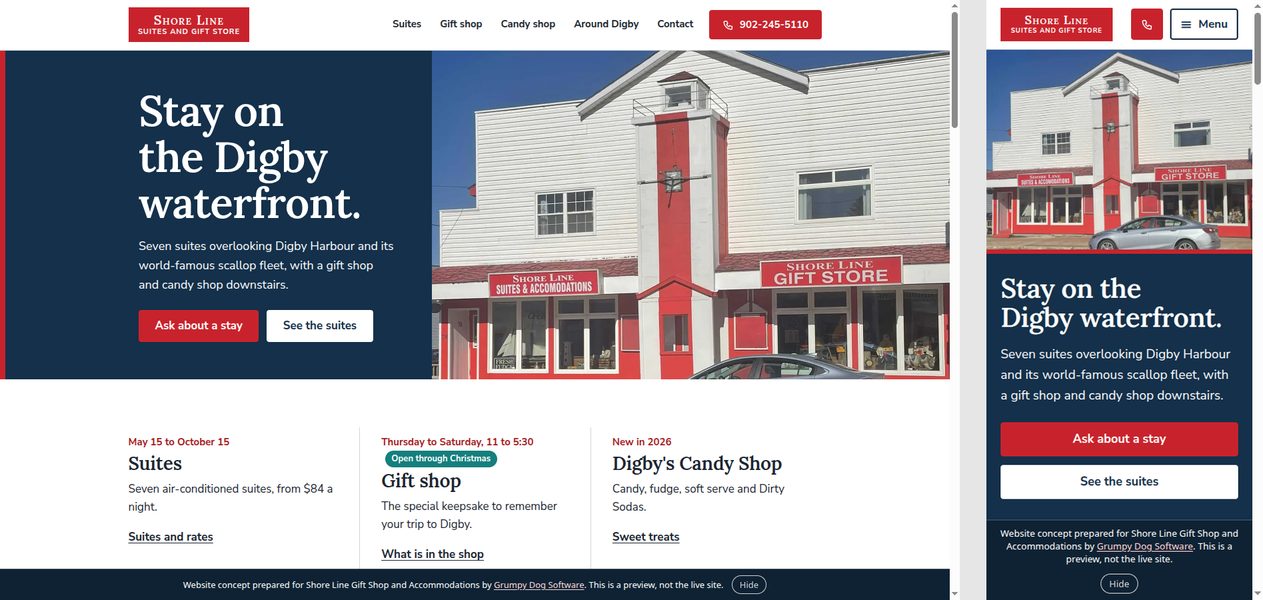 Shore Line
SUITES AND GIFT STORE
Suites
Gift shop
Candy shop
Around Digby
Contact
902-245-5110
Stay on
the Digby
waterfront.
Seven suites overlooking Digby Harbour and its
world-famous scallop fleet, with a gift shop
and candy shop downstairs.
Ask about a stay
See the suites
SHORE LINE
SUITES & ACCOMODATIONS
SHORE LINE
GIFT STORE
FRESH
May 15 to October 15
Suites
Seven air-conditioned suites, from $84 a
night.
Suites and rates
Thursday to Saturday, 11 to 5:30
Open through Christmas
Gift shop
The special keepsake to remember
your trip to Digby.
What is in the shop
New in 2026
Digby's Candy Shop
Candy, fudge, soft serve and Dirty
Sodas.
Sweet treats
Website concept prepared for Shore Line Gift Shop and Accommodations by Grumpy Dog Software. This is a preview, not the live site.
Hide
Shore Line
SUITES AND GIFT STORE
Menu
SHORE LINE
SUITES & ACCOMODATIONS
SHORE LINE
GIFT STORE
Stay on the
Digby waterfront.
Seven suites overlooking Digby Harbour
and its world-famous scallop fleet, with
a gift shop and candy shop downstairs.
Ask about a stay
See the suites
Website concept prepared for Shore Line Gift Shop and
Accommodations by Grumpy Dog Software. This is a
preview, not the live site.
Hide